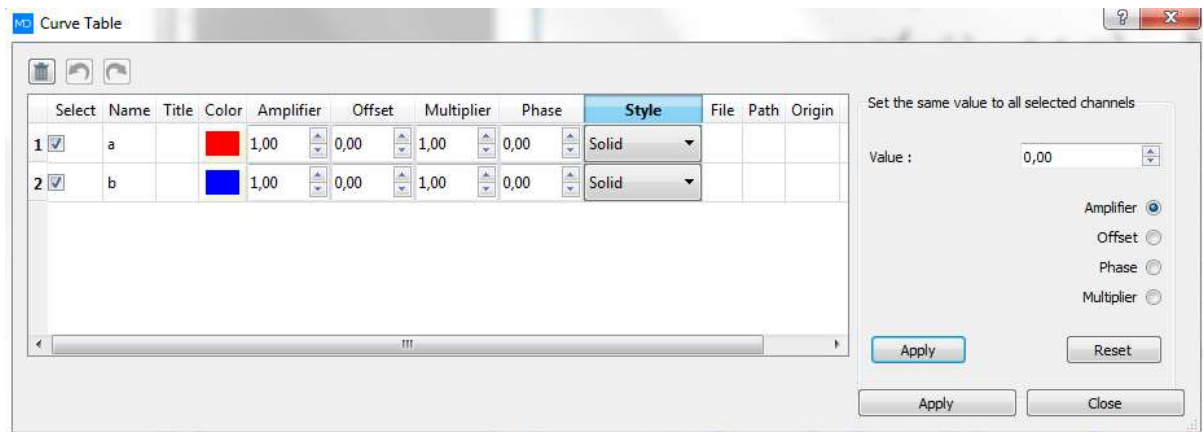 MD Curve Table
Select Name Title Color Amplifier Offset Multiplier Phase Style File Path Origin
1 a 1,00 0,00 1,00 0,00 Solid
2 b 1,00 0,00 1,00 0,00 Solid
Set the same value to all selected channels
Value : 0,00
Amplifier
Offset
Phase
Multiplier
Apply Reset
Apply Close